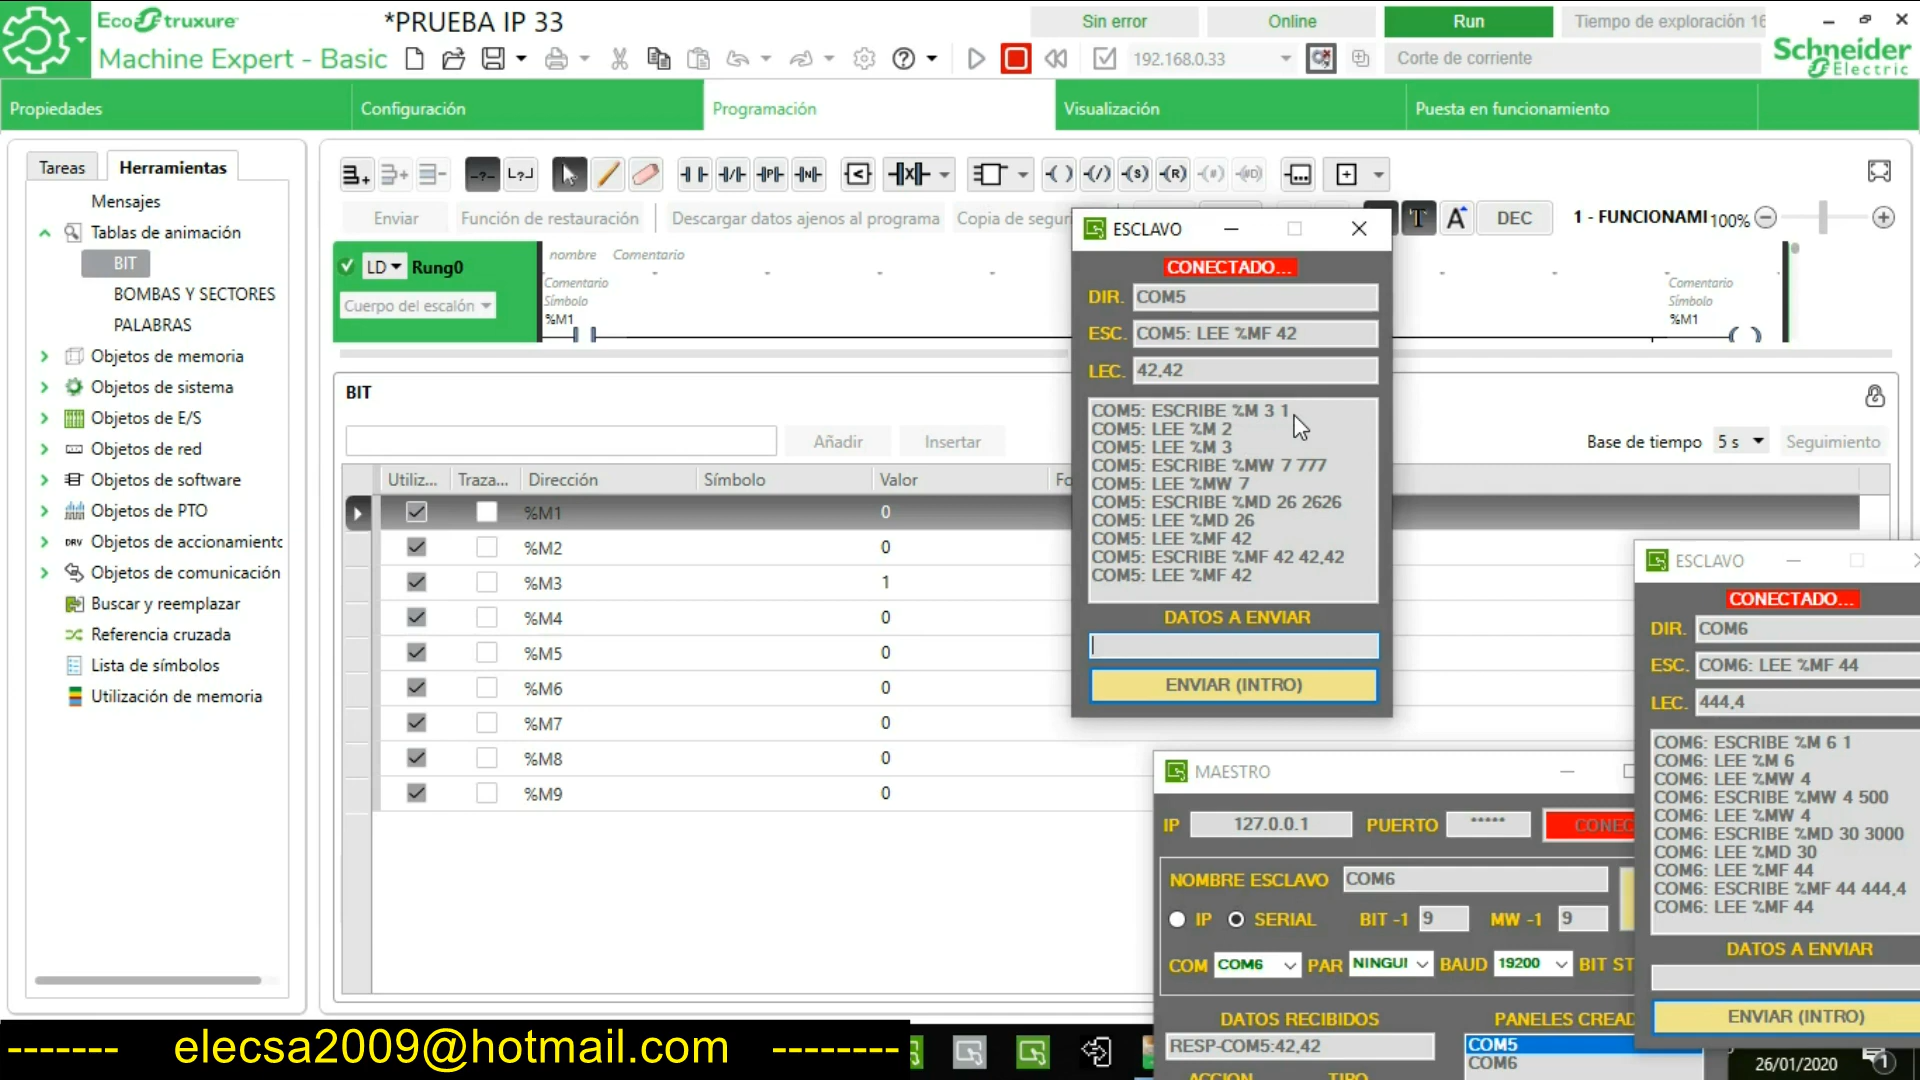 EcoStruxure
Machine Expert - Basic
*PRUEBA IP 33
Sin error
Online
Run
Tiempo de exploración 16
192.168.0.33
Corte de corriente
Schneider
Electric
Propiedades
Configuración
Programación
Visualización
Puesta en funcionamiento
Tareas
Herramientas
Mensajes
Tablas de animación
BIT
BOMBAS Y SECTORES
PALABRAS
Objetos de memoria
Objetos de sistema
Objetos de E/S
Objetos de red
Objetos de software
Objetos de PTO
Objetos de accionamiento
Objetos de comunicación
Buscar y reemplazar
Referencia cruzada
Lista de símbolos
Utilización de memoria
Enviar
Función de restauración
Descargar datos ajenos al programa
Copia de segur
DEC
1 - FUNCIONAMI
100%
LD
Rung0
Cuerpo del escalón
nombre
Comentario
Comentario
Símbolo
%M1
Comentario
Símbolo
%M1
BIT
Añadir
Insertar
Base de tiempo
5 s
Seguimiento
Utiliz...
Traza...
Dirección
Símbolo
Valor
Fo
%M1 0
%M2 0
%M3 1
%M4 0
%M5 0
%M6 0
%M7 0
%M8 0
%M9 0
ESCLAVO
CONECTADO...
DIR. COM5
ESC. COM5: LEE %MF 42
LEC. 42,42
COM5: ESCRIBE %M 3 1
COM5: LEE %M 2
COM5: LEE %M 3
COM5: ESCRIBE %MW 7 777
COM5: LEE %MW 7
COM5: ESCRIBE %MD 26 2626
COM5: LEE %MD 26
COM5: LEE %MF 42
COM5: ESCRIBE %MF 42 42,42
COM5: LEE %MF 42
DATOS A ENVIAR
ENVIAR (INTRO)
ESCLAVO
CONECTADO...
DIR. COM6
ESC. COM6: LEE %MF 44
LEC. 444,4
COM6: ESCRIBE %M 6 1
COM6: LEE %M 6
COM6: LEE %MW 4
COM6: ESCRIBE %MW 4 500
COM6: LEE %MW 4
COM6: ESCRIBE %MD 30 3000
COM6: LEE %MD 30
COM6: LEE %MF 44
COM6: ESCRIBE %MF 44 444,4
COM6: LEE %MF 44
DATOS A ENVIAR
ENVIAR (INTRO)
MAESTRO
IP 127.0.0.1 PUERTO ***** CONEC
NOMBRE ESCLAVO COM6
IP SERIAL BIT -1 9 MW -1 9
COM COM6 PAR NINGUI BAUD 19200 BIT ST
DATOS RECIBIDOS
RESP-COM5:42,42
PANELES CREAD
COM5
COM6
ACCION TIPO
------- elecsa2009@hotmail.com --------
26/01/2020
1